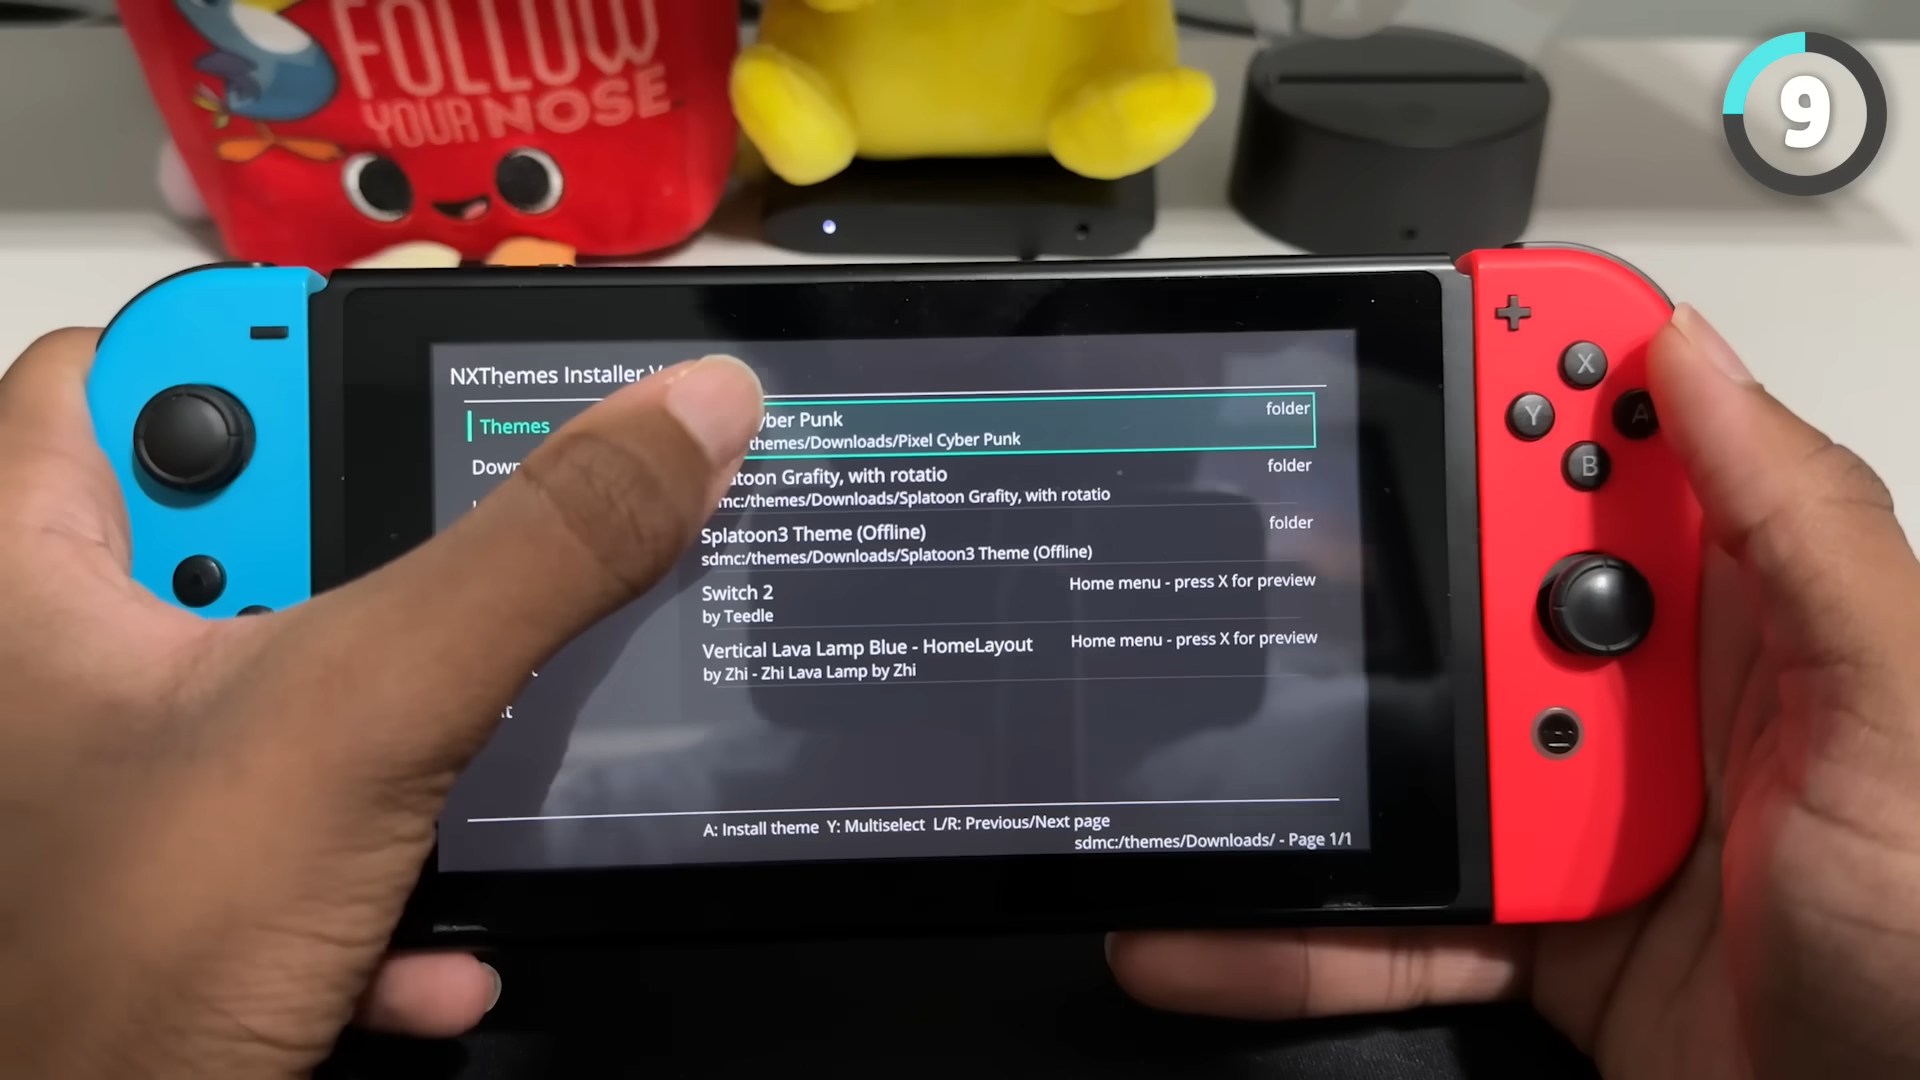 FOLLOW
YOUR NOSE
9
NXThemes Installer
Themes
Cyber Punk
folder
themes/Downloads/Pixel Cyber Punk
Grafity, with rotatio
folder
Downloads/Splatoon Grafity, with rotatio
Splatoon3 Theme (Offline)
folder
sdmc:/themes/Downloads/Splatoon3 Theme (Offline)
Switch 2
Home menu - press X for preview
by Teedle
Vertical Lava Lamp Blue - HomeLayout
Home menu - press X for preview
by Zhi - Zhi Lava Lamp by Zhi
A: Install theme Y: Multiselect L/R: Previous/Next page
sdmc:/themes/Downloads/ - Page 1/1
X
Y
A
B